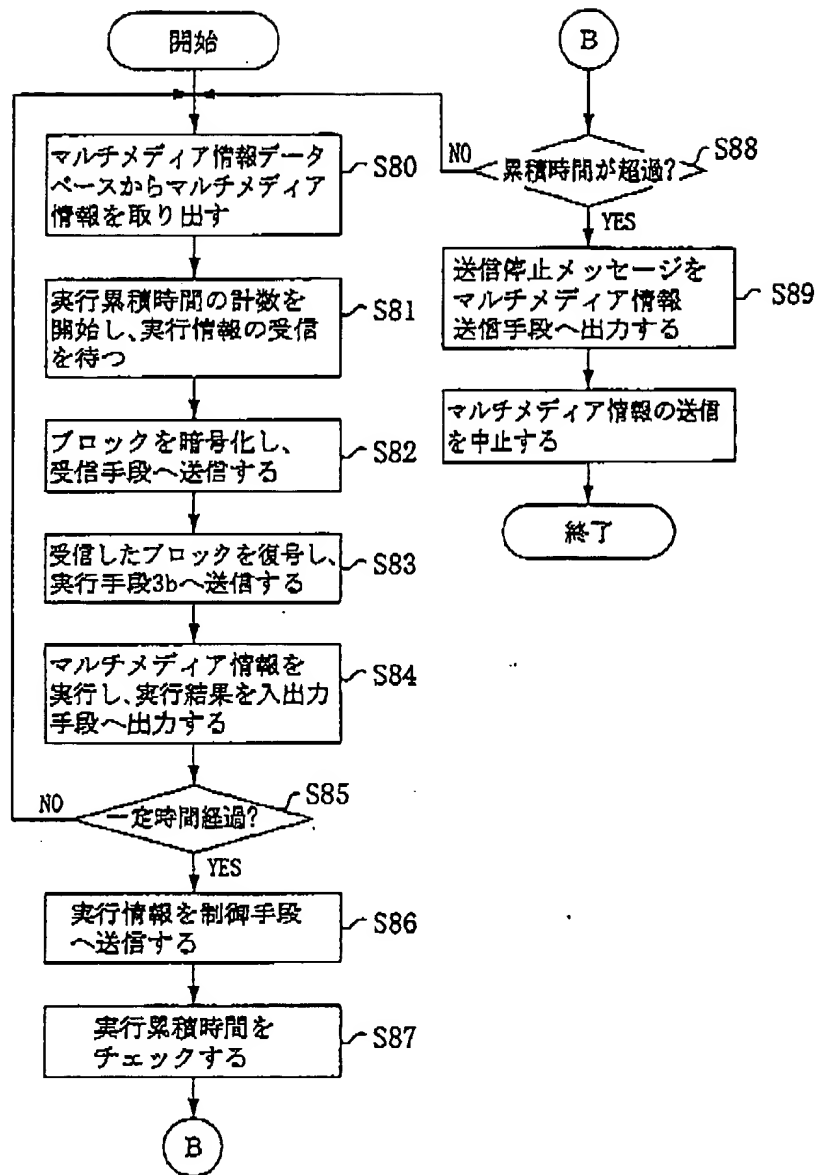 開始
マルチメディア情報データ
ベースからマルチメディア
情報を取り出す
S80
実行累積時間の計数を
開始し、実行情報の受信
を待つ
S81
ブロックを暗号化し、
受信手段へ送信する
S82
受信したブロックを復号し、
実行手段3bへ送信する
S83
マルチメディア情報を
実行し、実行結果を入出力
手段へ出力する
S84
一定時間経過?
S85
NO
YES
実行情報を制御手段
へ送信する
S86
実行累積時間を
チェックする
S87
B
B
累積時間が超過?
S88
NO
YES
送信停止メッセージを
マルチメディア情報
送信手段へ出力する
S89
マルチメディア情報の送信
を中止する
終了